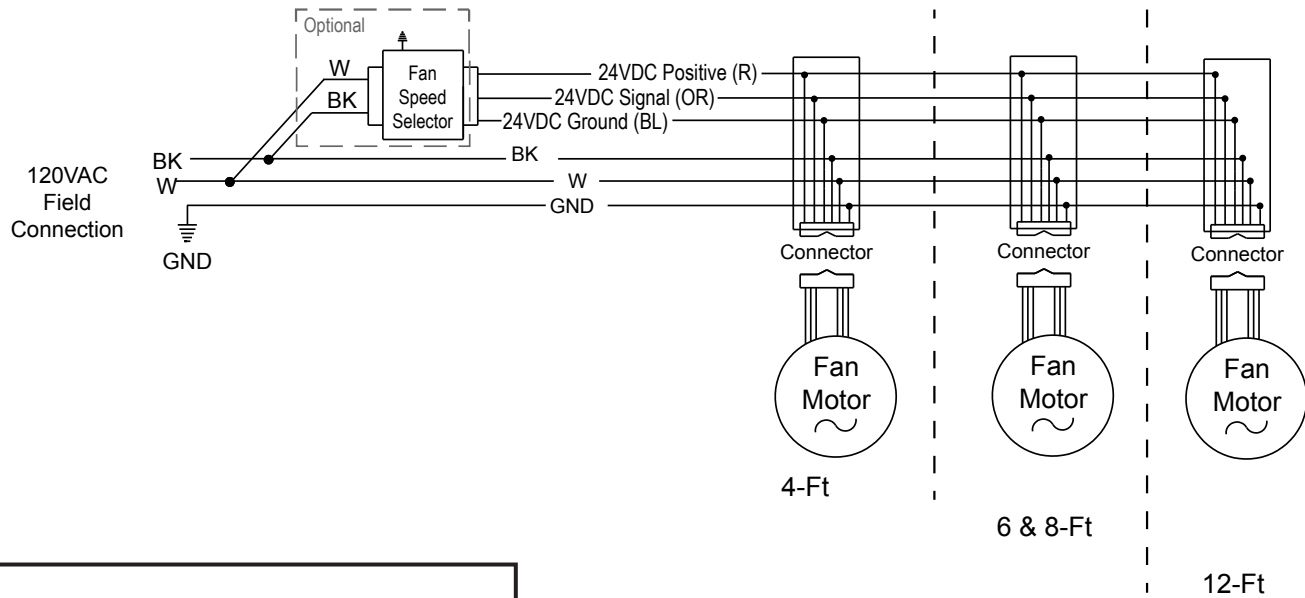 Optional
W
BK
Fan
Speed
Selector
24VDC Positive (R)
24VDC Signal (OR)
24VDC Ground (BL)
BK
W
GND
BK
W
120VAC
Field
Connection
GND
Connector
Connector
Connector
Fan
Motor
Fan
Motor
Fan
Motor
4-Ft
6 & 8-Ft
12-Ft